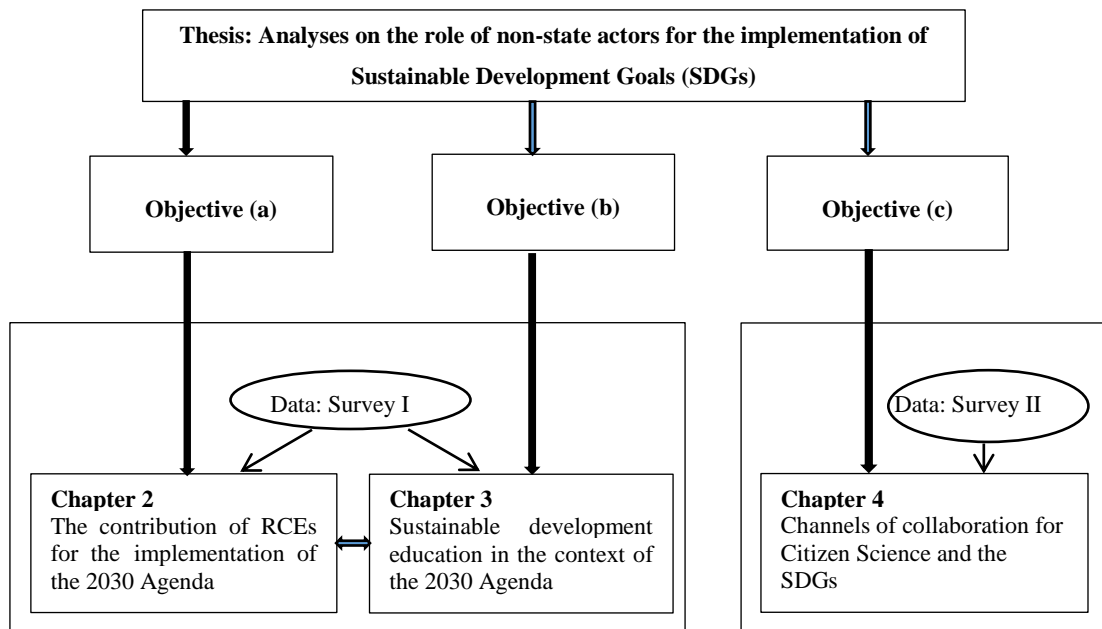 Thesis: Analyses on the role of non-state actors for the implementation of
Sustainable Development Goals (SDGs)
Objective (a)
Objective (b)
Objective (c)
Data: Survey I
Data: Survey II
Chapter 2
The contribution of RCEs
for the implementation of
the 2030 Agenda
Chapter 3
Sustainable development
education in the context of
the 2030 Agenda
Chapter 4
Channels of collaboration for
Citizen Science and the
SDGs